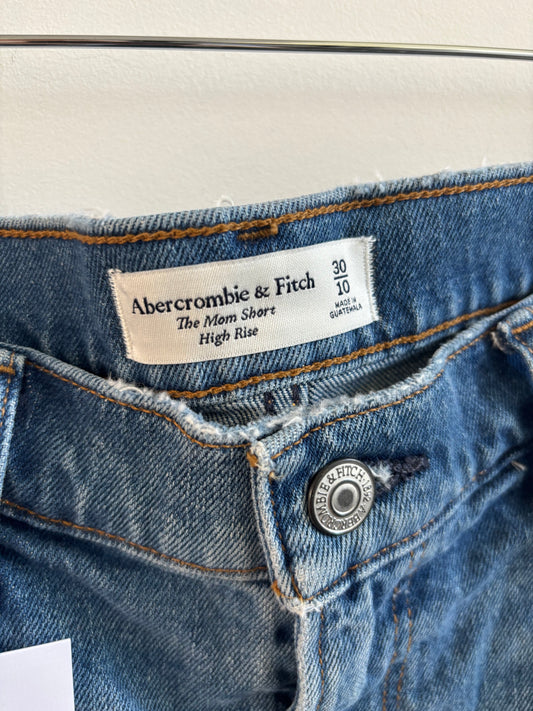 Abercrombie & Fitch
The Mom Short
High Rise
30
10
MADE IN
GUATEMALA
ABERCROMBIE & FITCH